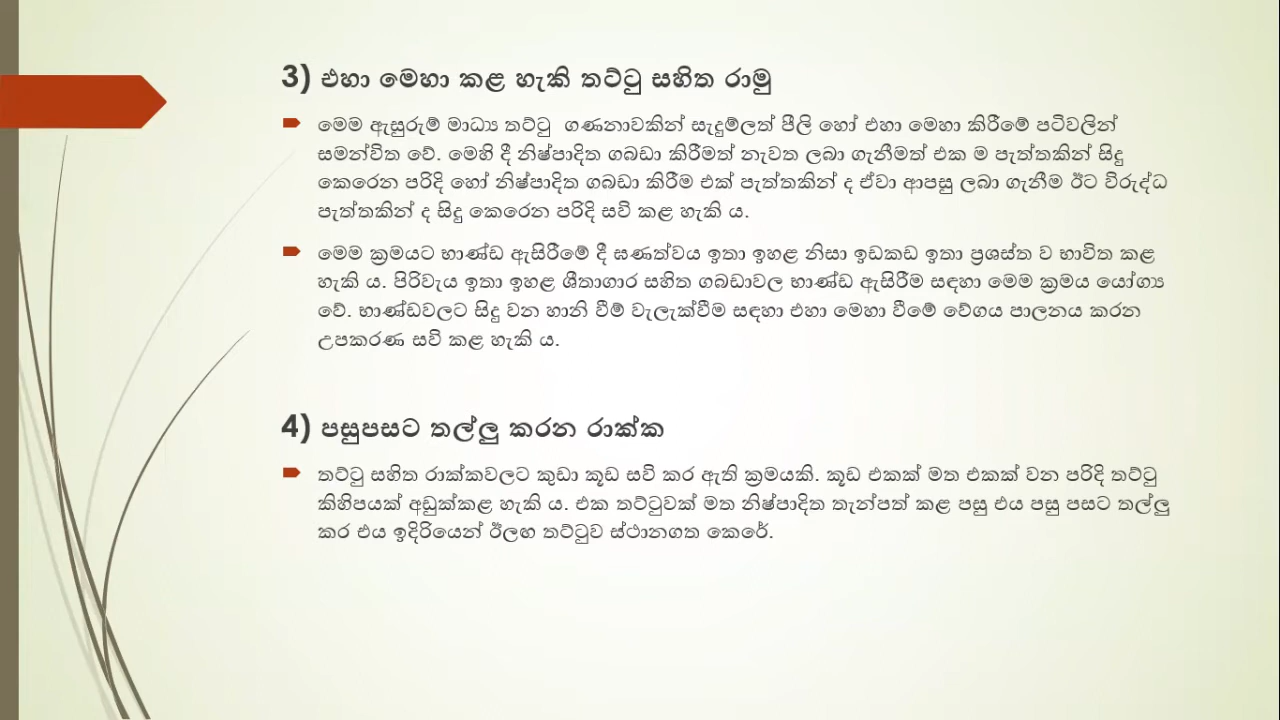 3) එහා මෙහා කළ හැකි තට්ටු සහිත රාමු
මෙම ඇසුරුම් මාධ්‍ය තට්ටු ගණනාවකින් සැදුම්ලත් පීලි හෝ එහා මෙහා කිරීමේ පටිවලින්
සමන්විත වේ. මෙහි දී නිෂ්පාදිත ගබඩා කිරීමත් නැවත ලබා ගැනීමත් එක ම පැත්තකින් සිදු
කෙරෙන පරිදි හෝ නිෂ්පාදිත ගබඩා කිරීම එක් පැත්තකින් ද ඒවා ආපසු ලබා ගැනීම ඊට විරුද්ධ
පැත්තකින් ද සිදු කෙරෙන පරිදි සවි කළ හැකි ය.
මෙම ක්‍රමයට භාණ්ඩ ඇසිරීමේ දී ඝණත්වය ඉතා ඉහළ නිසා ඉඩකඩ ඉතා ප්‍රශස්ත ව භාවිත කළ
හැකි ය. පිරිවැය ඉතා ඉහළ ශීතාගාර සහිත ගබඩාවල භාණ්ඩ ඇසිරීම සඳහා මෙම ක්‍රමය යෝග්‍ය
වේ. භාණ්ඩවලට සිදු වන හානි වීම් වැලැක්වීම සඳහා එහා මෙහා වීමේ වේගය පාලනය කරන
උපකරණ සවි කළ හැකි ය.
4) පසුපසට තල්ලු කරන රාක්ක
තට්ටු සහිත රාක්කවලට කුඩා කූඩ සවි කර ඇති ක්‍රමයකි. කූඩ එකක් මත එකක් වන පරිදි තට්ටු
කිහිපයක් අඩුක්කළ හැකි ය. එක තට්ටුවක් මත නිෂ්පාදිත තැන්පත් කළ පසු එය පසු පසට තල්ලු
කර එය ඉදිරියෙන් ඊලඟ තට්ටුව ස්ථානගත කෙරේ.